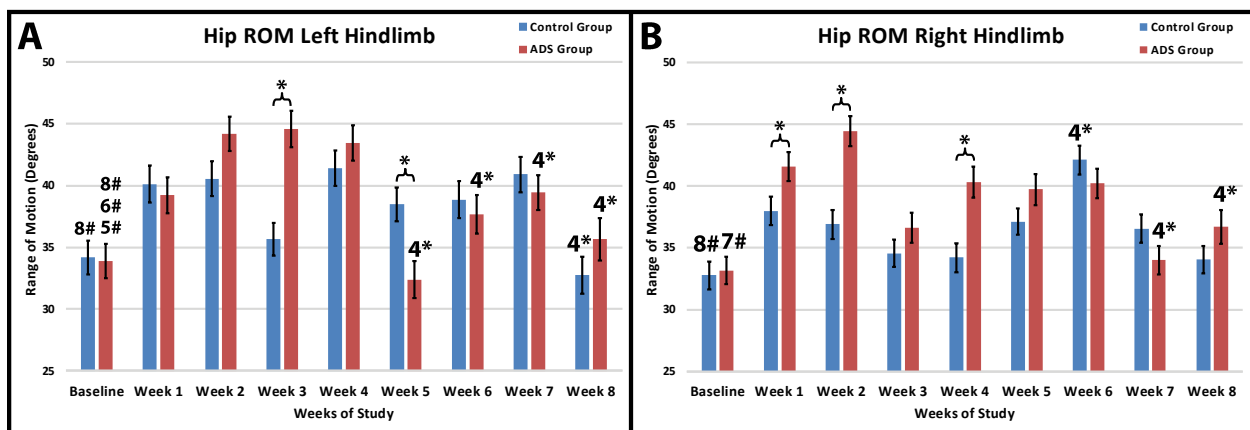 A
Hip ROM Left Hindlimb
Control Group
ADS Group
Range of Motion (Degrees)
50
45
40
35
30
25
8#
8#
6#
5#
*
*
4*
4*
4*
4*
4*
Baseline Week 1 Week 2 Week 3 Week 4 Week 5 Week 6 Week 7 Week 8
Weeks of Study
B
Hip ROM Right Hindlimb
Control Group
ADS Group
Range of Motion (Degrees)
50
45
40
35
30
25
8# 7#
*
*
*
4*
4*
4*
Baseline Week 1 Week 2 Week 3 Week 4 Week 5 Week 6 Week 7 Week 8
Weeks of Study